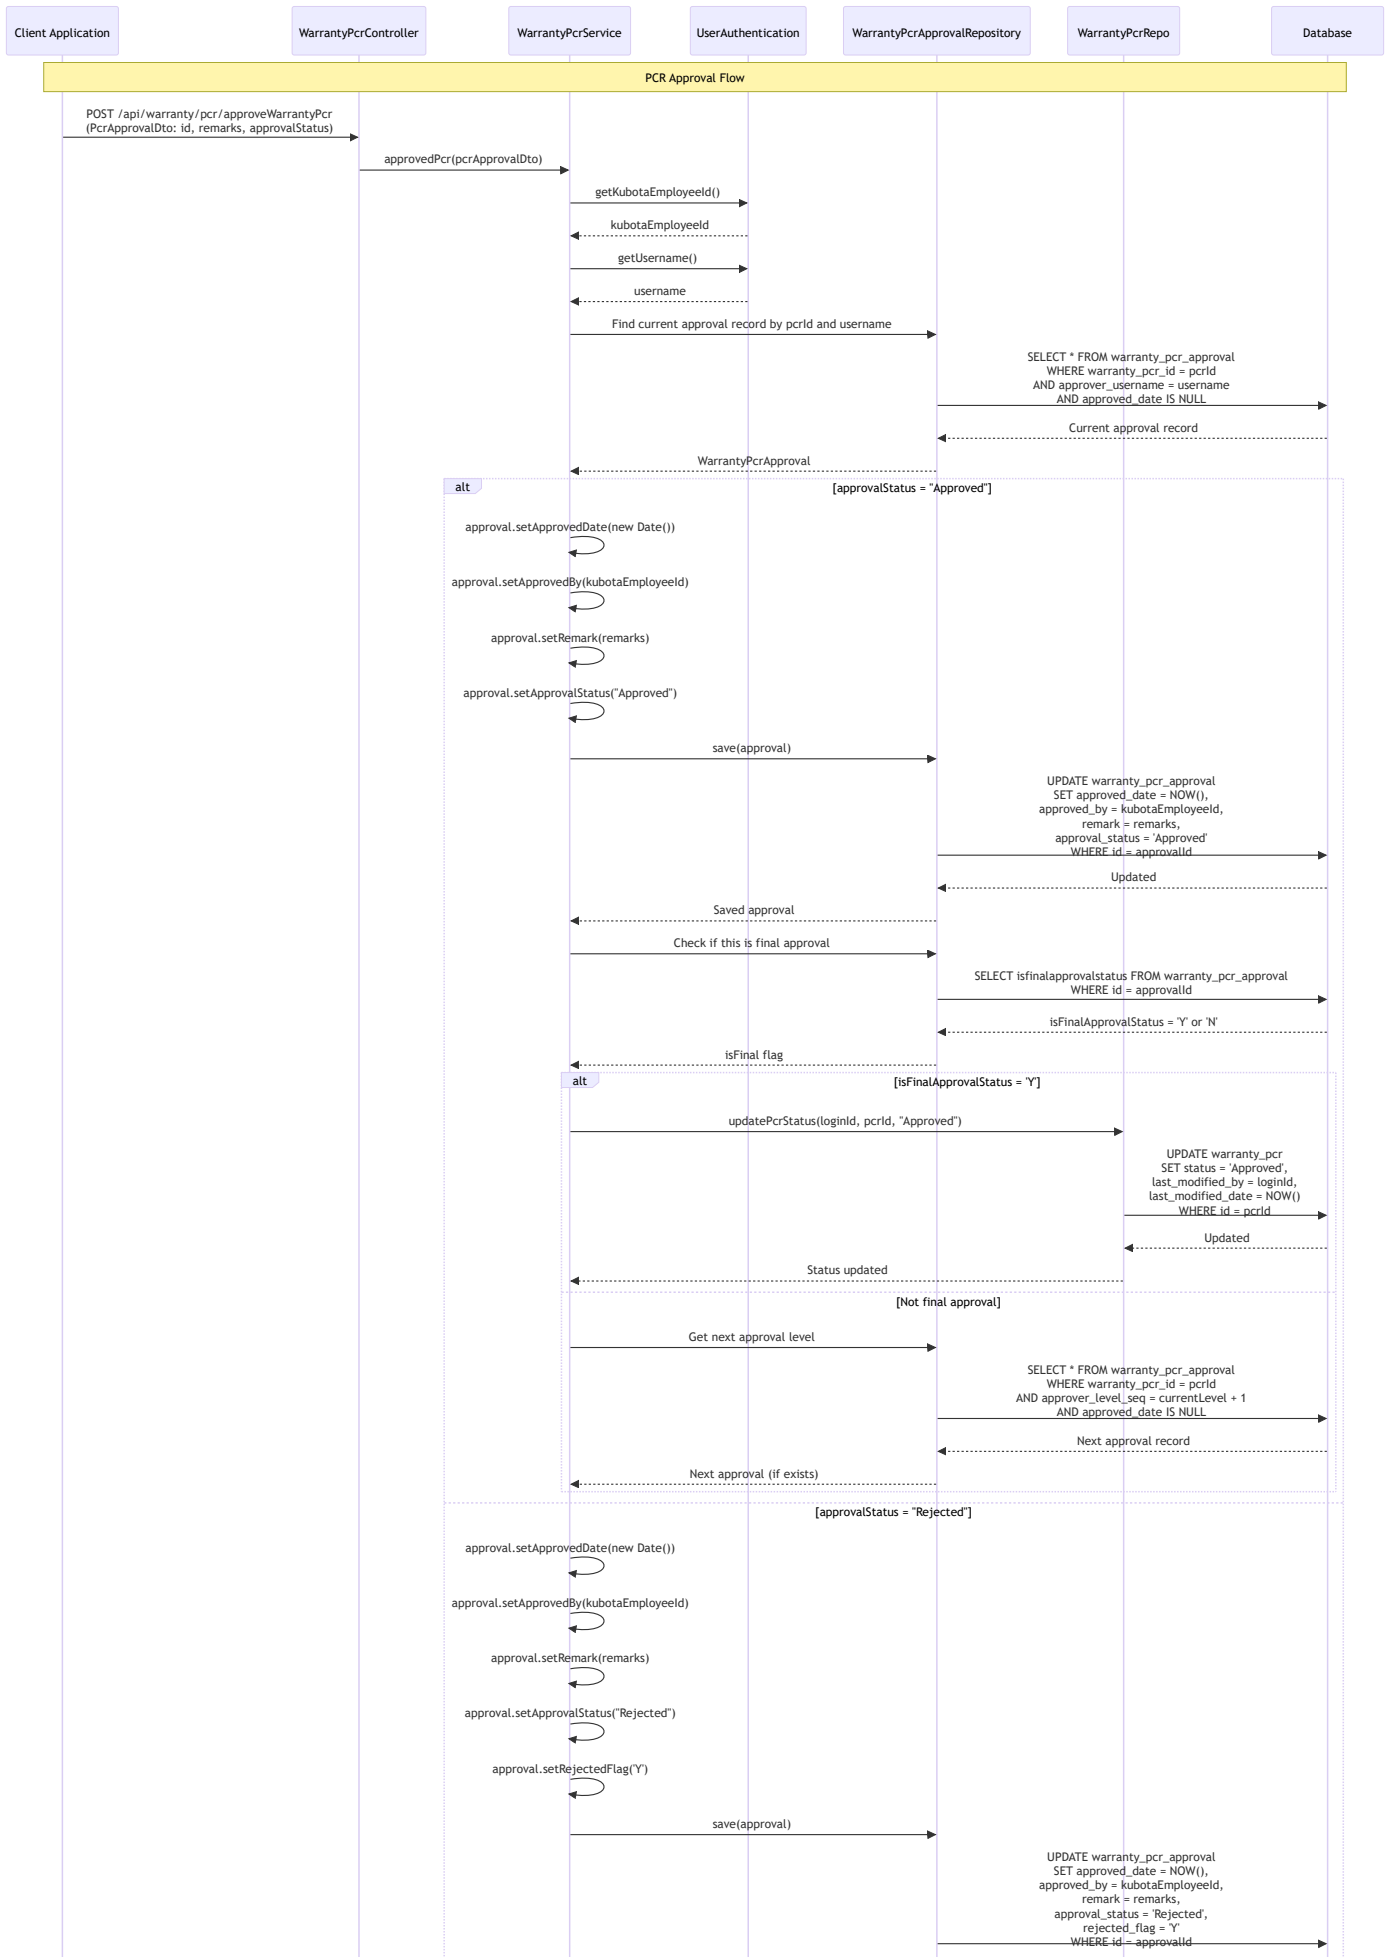 Client Application
WarrantyPcrController
WarrantyPcrService
UserAuthentication
WarrantyPcrApprovalRepository
WarrantyPcrRepo
Database
PCR Approval Flow
POST /api/warranty/pcr/approveWarrantyPcr
(PcrApprovalDto: id, remarks, approvalStatus)
approvedPcr(pcrApprovalDto)
getKubotaEmployeeId()
kubotaEmployeeId
getUsername()
username
Find current approval record by pcrId and username
SELECT * FROM warranty_pcr_approval
WHERE warranty_pcr_id = pcrId
AND approver_username = username
AND approved_date IS NULL
Current approval record
WarrantyPcrApproval
alt
[approvalStatus = "Approved"]
approval.setApprovedDate(new Date())
approval.setApprovedBy(kubotaEmployeeId)
approval.setRemark(remarks)
approval.setApprovalStatus("Approved")
save(approval)
UPDATE warranty_pcr_approval
SET approved_date = NOW(),
approved_by = kubotaEmployeeId,
remark = remarks,
approval_status = 'Approved'
WHERE id = approvalId
Updated
Saved approval
Check if this is final approval
SELECT isfinalapprovalstatus FROM warranty_pcr_approval
WHERE id = approvalId
isFinalApprovalStatus = 'Y' or 'N'
isFinal flag
alt
[isFinalApprovalStatus = 'Y']
updatePcrStatus(loginId, pcrId, "Approved")
UPDATE warranty_pcr
SET status = 'Approved',
last_modified_by = loginId,
last_modified_date = NOW()
WHERE id = pcrId
Updated
Status updated
[Not final approval]
Get next approval level
SELECT * FROM warranty_pcr_approval
WHERE warranty_pcr_id = pcrId
AND approver_level_seq = currentLevel + 1
AND approved_date IS NULL
Next approval record
Next approval (if exists)
[approvalStatus = "Rejected"]
approval.setApprovedDate(new Date())
approval.setApprovedBy(kubotaEmployeeId)
approval.setRemark(remarks)
approval.setApprovalStatus("Rejected")
approval.setRejectedFlag('Y')
save(approval)
UPDATE warranty_pcr_approval
SET approved_date = NOW(),
approved_by = kubotaEmployeeId,
remark = remarks,
approval_status = 'Rejected',
rejected_flag = 'Y'
WHERE id = approvalId